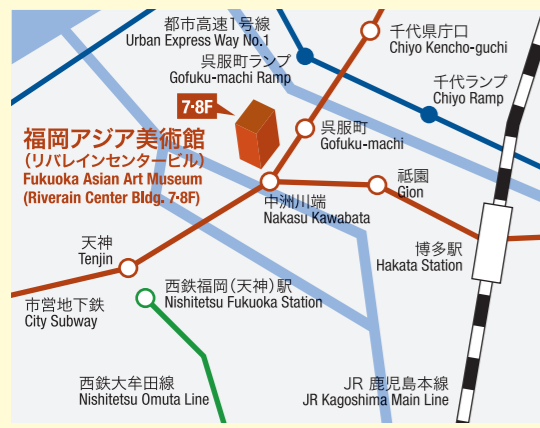 都市高速1号線
Urban Express Way No.1
千代県庁口
Chiyo Kencho-guchi
呉服町ランプ
Gofuku-machi Ramp
千代ランプ
Chiyo Ramp
7·8F
呉服町
Gofuku-machi
福岡アジア美術館
(リバレインセンタービル)
Fukuoka Asian Art Museum
(Riverain Center Bldg. 7·8F)
祇園
Gion
中洲川端
Nakasu Kawabata
天神
Tenjin
博多駅
Hakata Station
市営地下鉄
City Subway
西鉄福岡(天神)駅
Nishitetsu Fukuoka Station
西鉄大牟田線
Nishitetsu Omuta Line
JR 鹿児島本線
JR Kagoshima Main Line